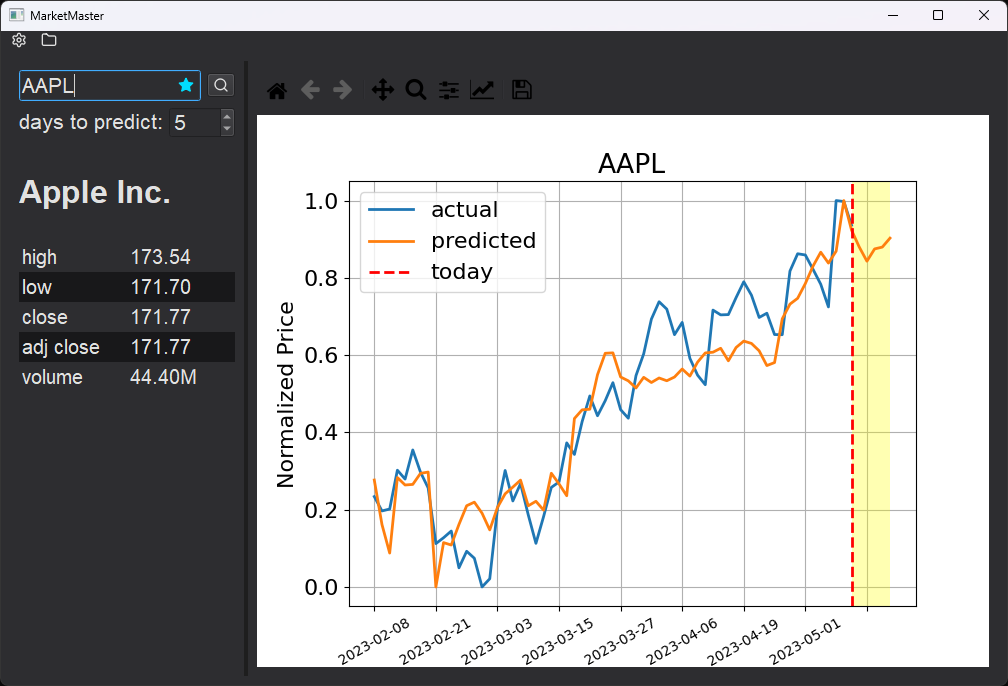 MarketMaster
AAPL
days to predict: 5
Apple Inc.
high 173.54
low 171.70
close 171.77
adj close 171.77
volume 44.40M
AAPL
actual
predicted
today
Normalized Price
1.0
0.8
0.6
0.4
0.2
0.0
2023-02-08
2023-02-21
2023-03-03
2023-03-15
2023-03-27
2023-04-06
2023-04-19
2023-05-01